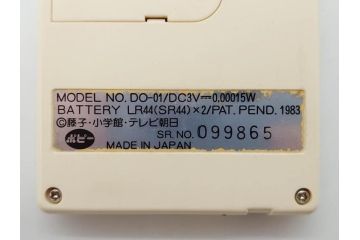 MODEL NO. DO-01/DC3V⎓0.00015W
BATTERY LR44(SR44)×2/PAT. PEND. 1983
©藤子・小学館・テレビ朝日
ポピー SR. NO. 099865
MADE IN JAPAN